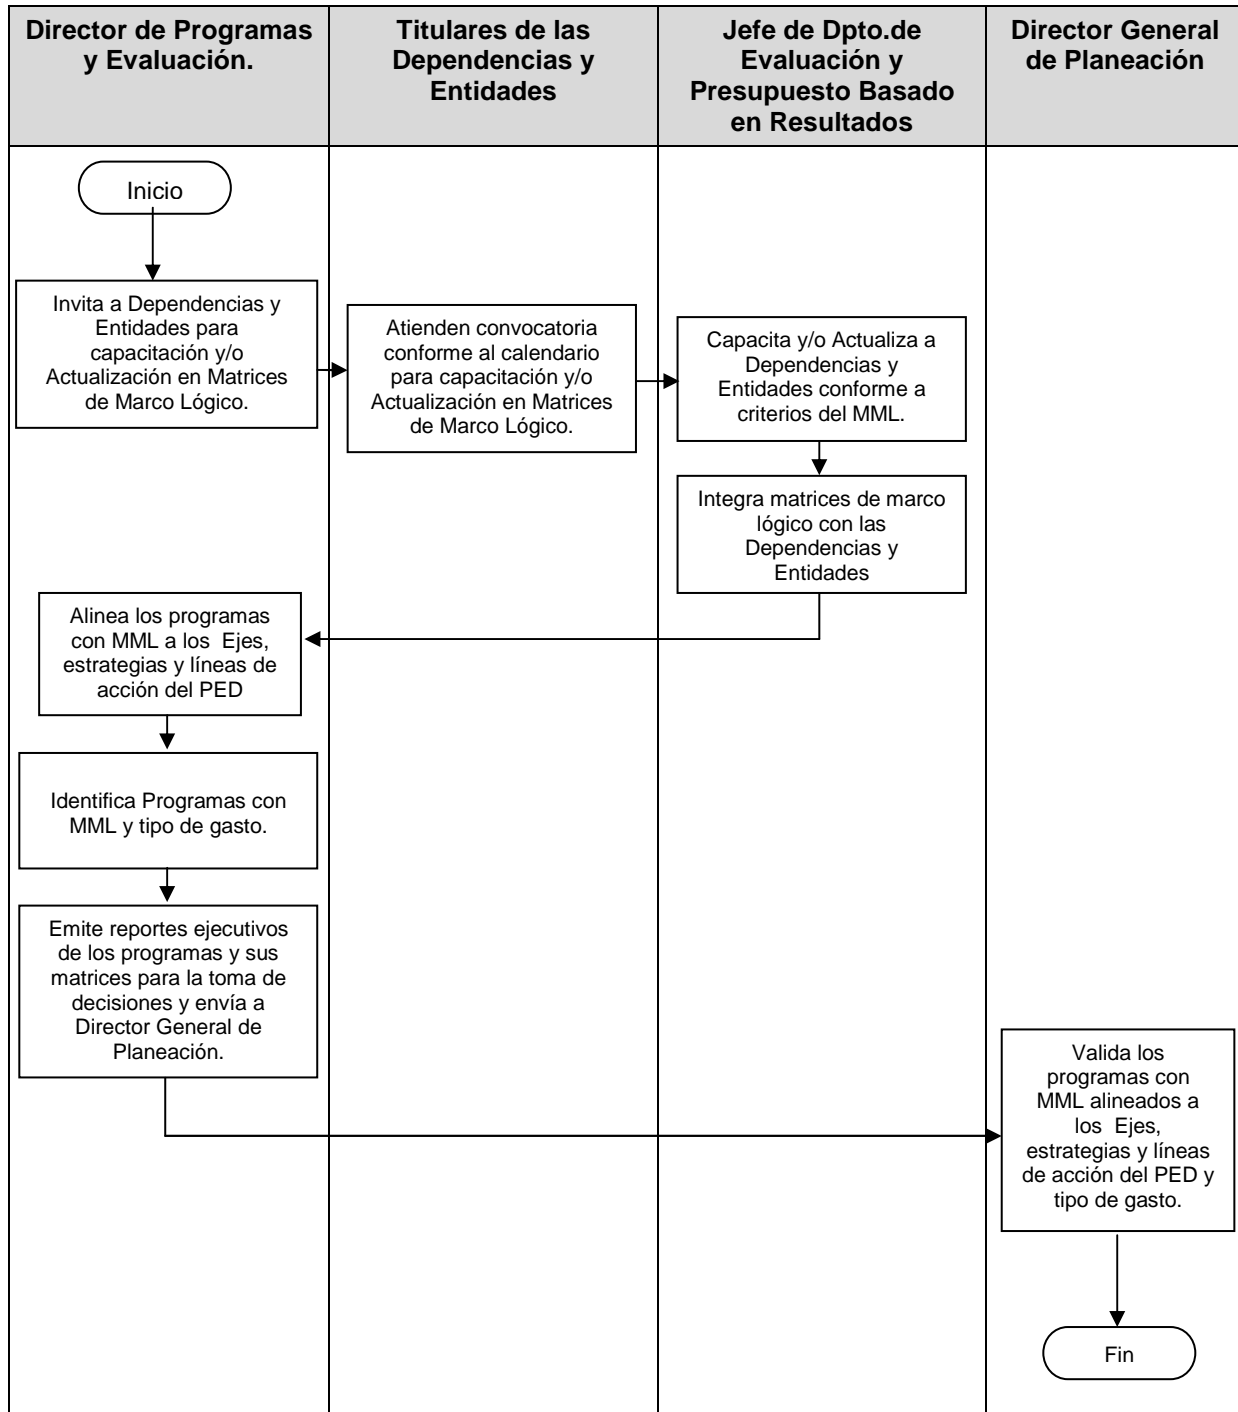 Director de Programas
y Evaluación.
Titulares de las
Dependencias y
Entidades
Jefe de Dpto.de
Evaluación y
Presupuesto Basado
en Resultados
Director General
de Planeación
Inicio
Invita a Dependencias y
Entidades para
capacitación y/o
Actualización en Matrices
de Marco Lógico.
Atienden convocatoria
conforme al calendario
para capacitación y/o
Actualización en Matrices
de Marco Lógico.
Capacita y/o Actualiza a
Dependencias y
Entidades conforme a
criterios del MML.
Integra matrices de marco
lógico con las
Dependencias y
Entidades
Alinea los programas
con MML a los  Ejes,
estrategias y líneas de
acción del PED
Identifica Programas con
MML y tipo de gasto.
Emite reportes ejecutivos
de los programas y sus
matrices para la toma de
decisiones y envía a
Director General de
Planeación.
Valida los
programas con
MML alineados a
los  Ejes,
estrategias y líneas
de acción del PED y
tipo de gasto.
Fin